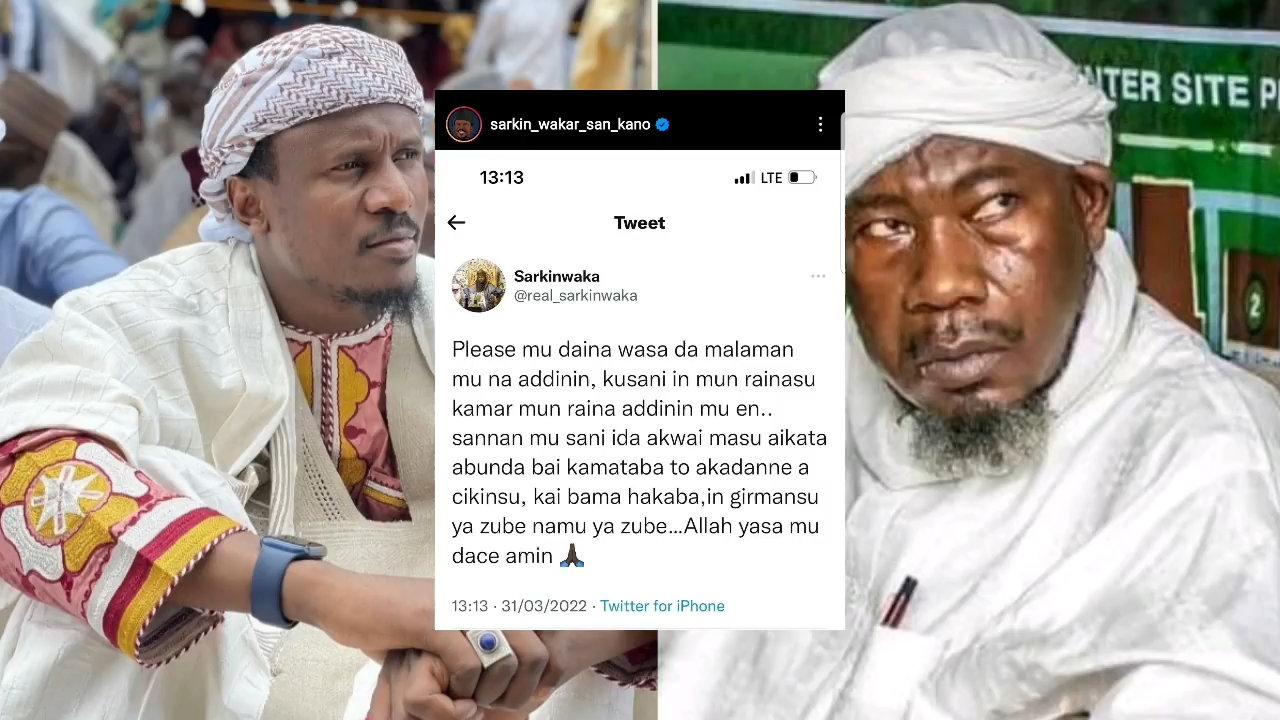 NTER SITE P
2
sarkin_wakar_san_kano
13:13
LTE
Tweet
Sarkinwaka
@real_sarkinwaka
Please mu daina wasa da malaman
mu na addinin, kusani in mun rainasu
kamar mun raina addinin mu en..
sannan mu sani ida akwai masu aikata
abunda bai kamataba to akadanne a
cikinsu, kai bama hakaba,in girmansu
ya zube namu ya zube...Allah yasa mu
dace amin 🙏🏿
13:13 · 31/03/2022 · Twitter for iPhone